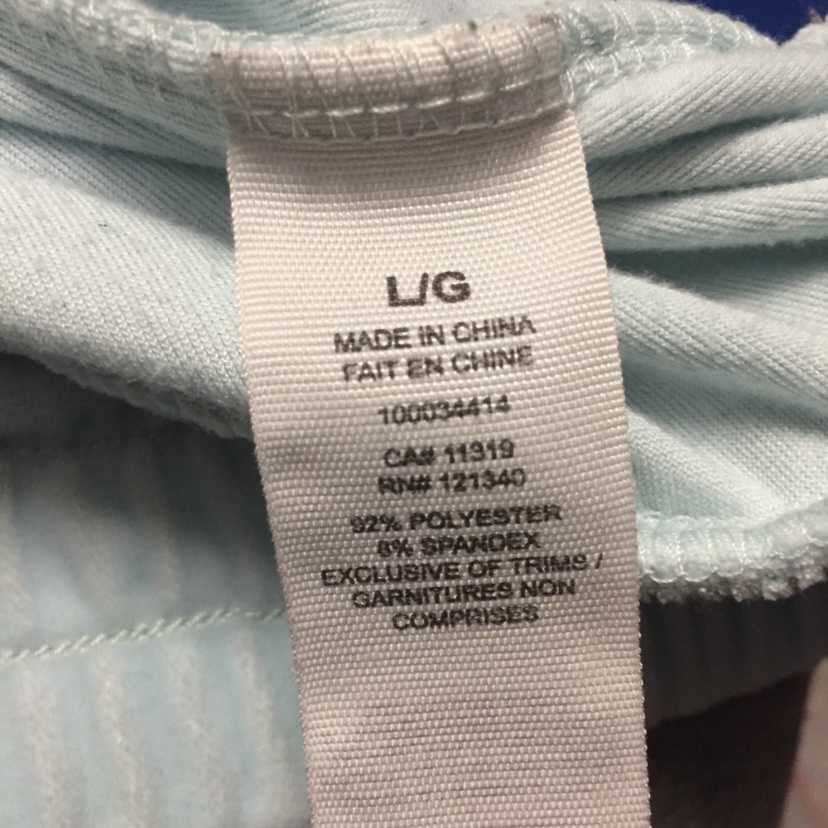 L/G
MADE IN CHINA
FAIT EN CHINE
100034414
CA# 11319
RN# 121340
92% POLYESTER
8% SPANDEX
EXCLUSIVE OF TRIMS /
GARNITURES NON
COMPRISES